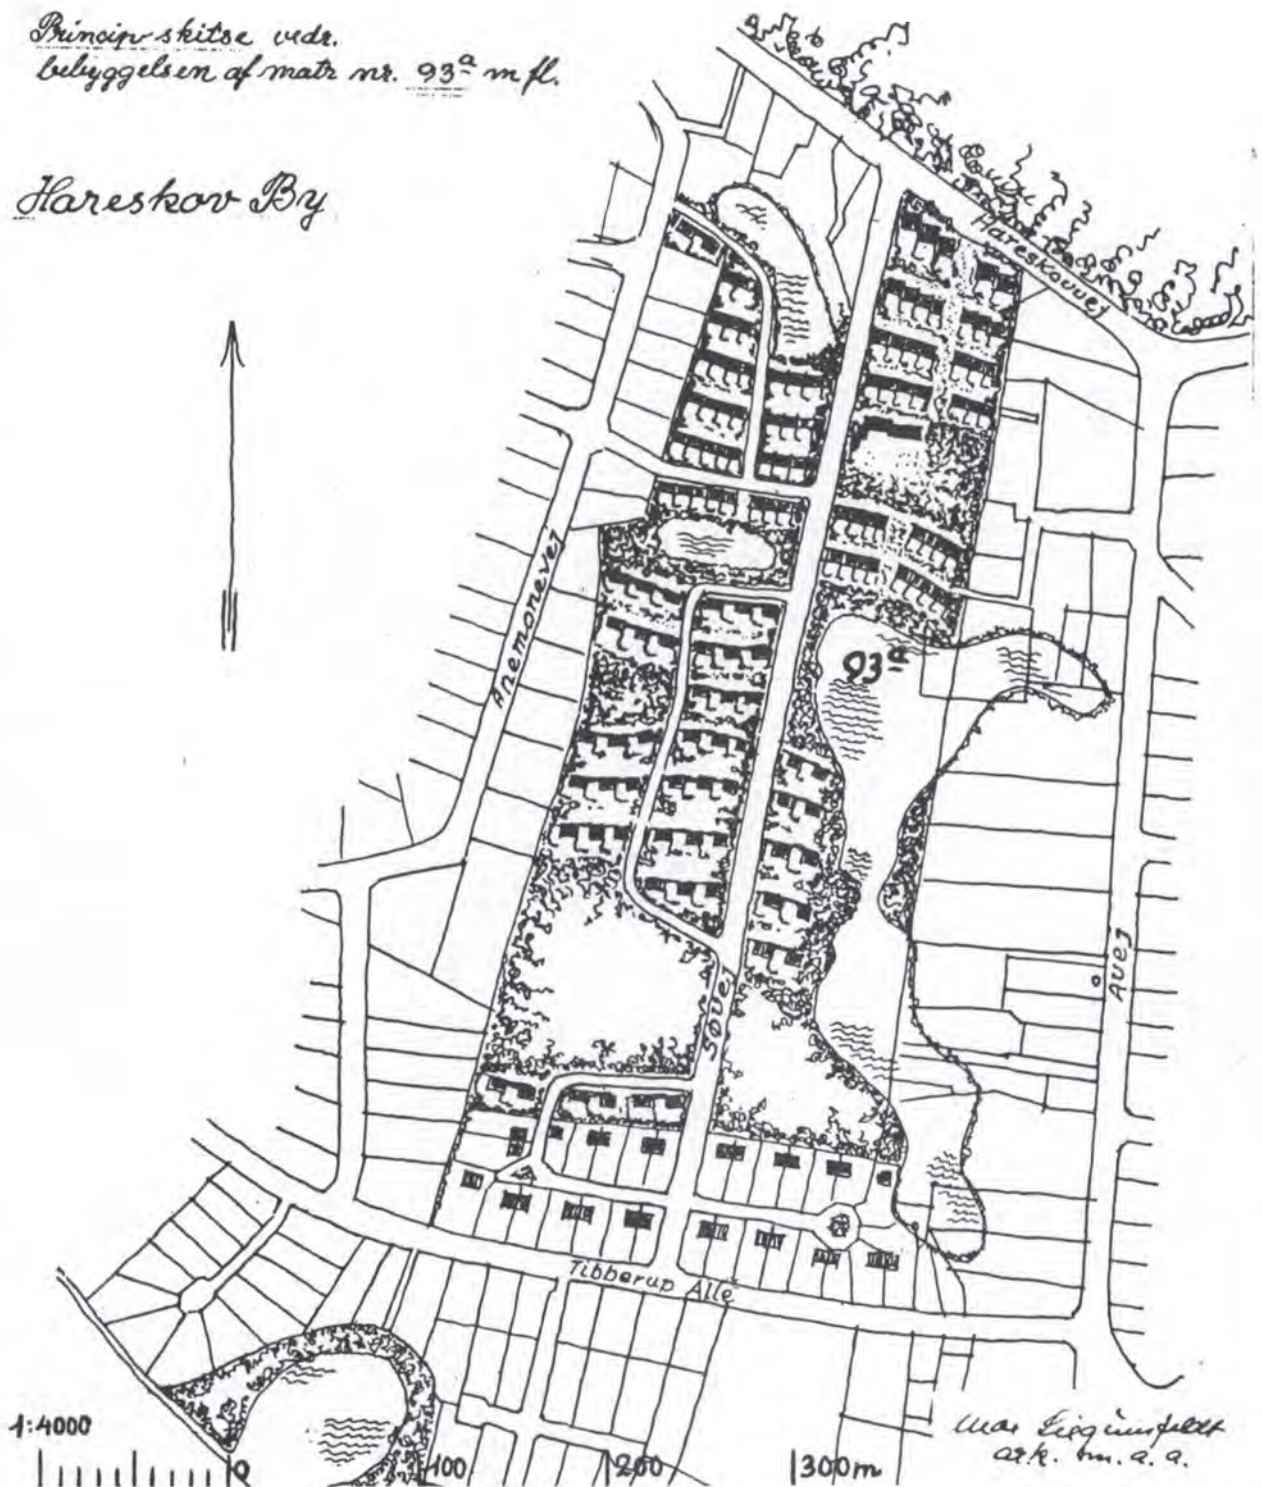 Princip skitse vedr.
bebyggelsen af matr nr. 93ª m fl.
Hareskov By
Hareskovvej
Anemonevej
93ª
Søvej
Avej
Tibberup Allé
1:4000
0 100 200 300m
ark. m. a. a.